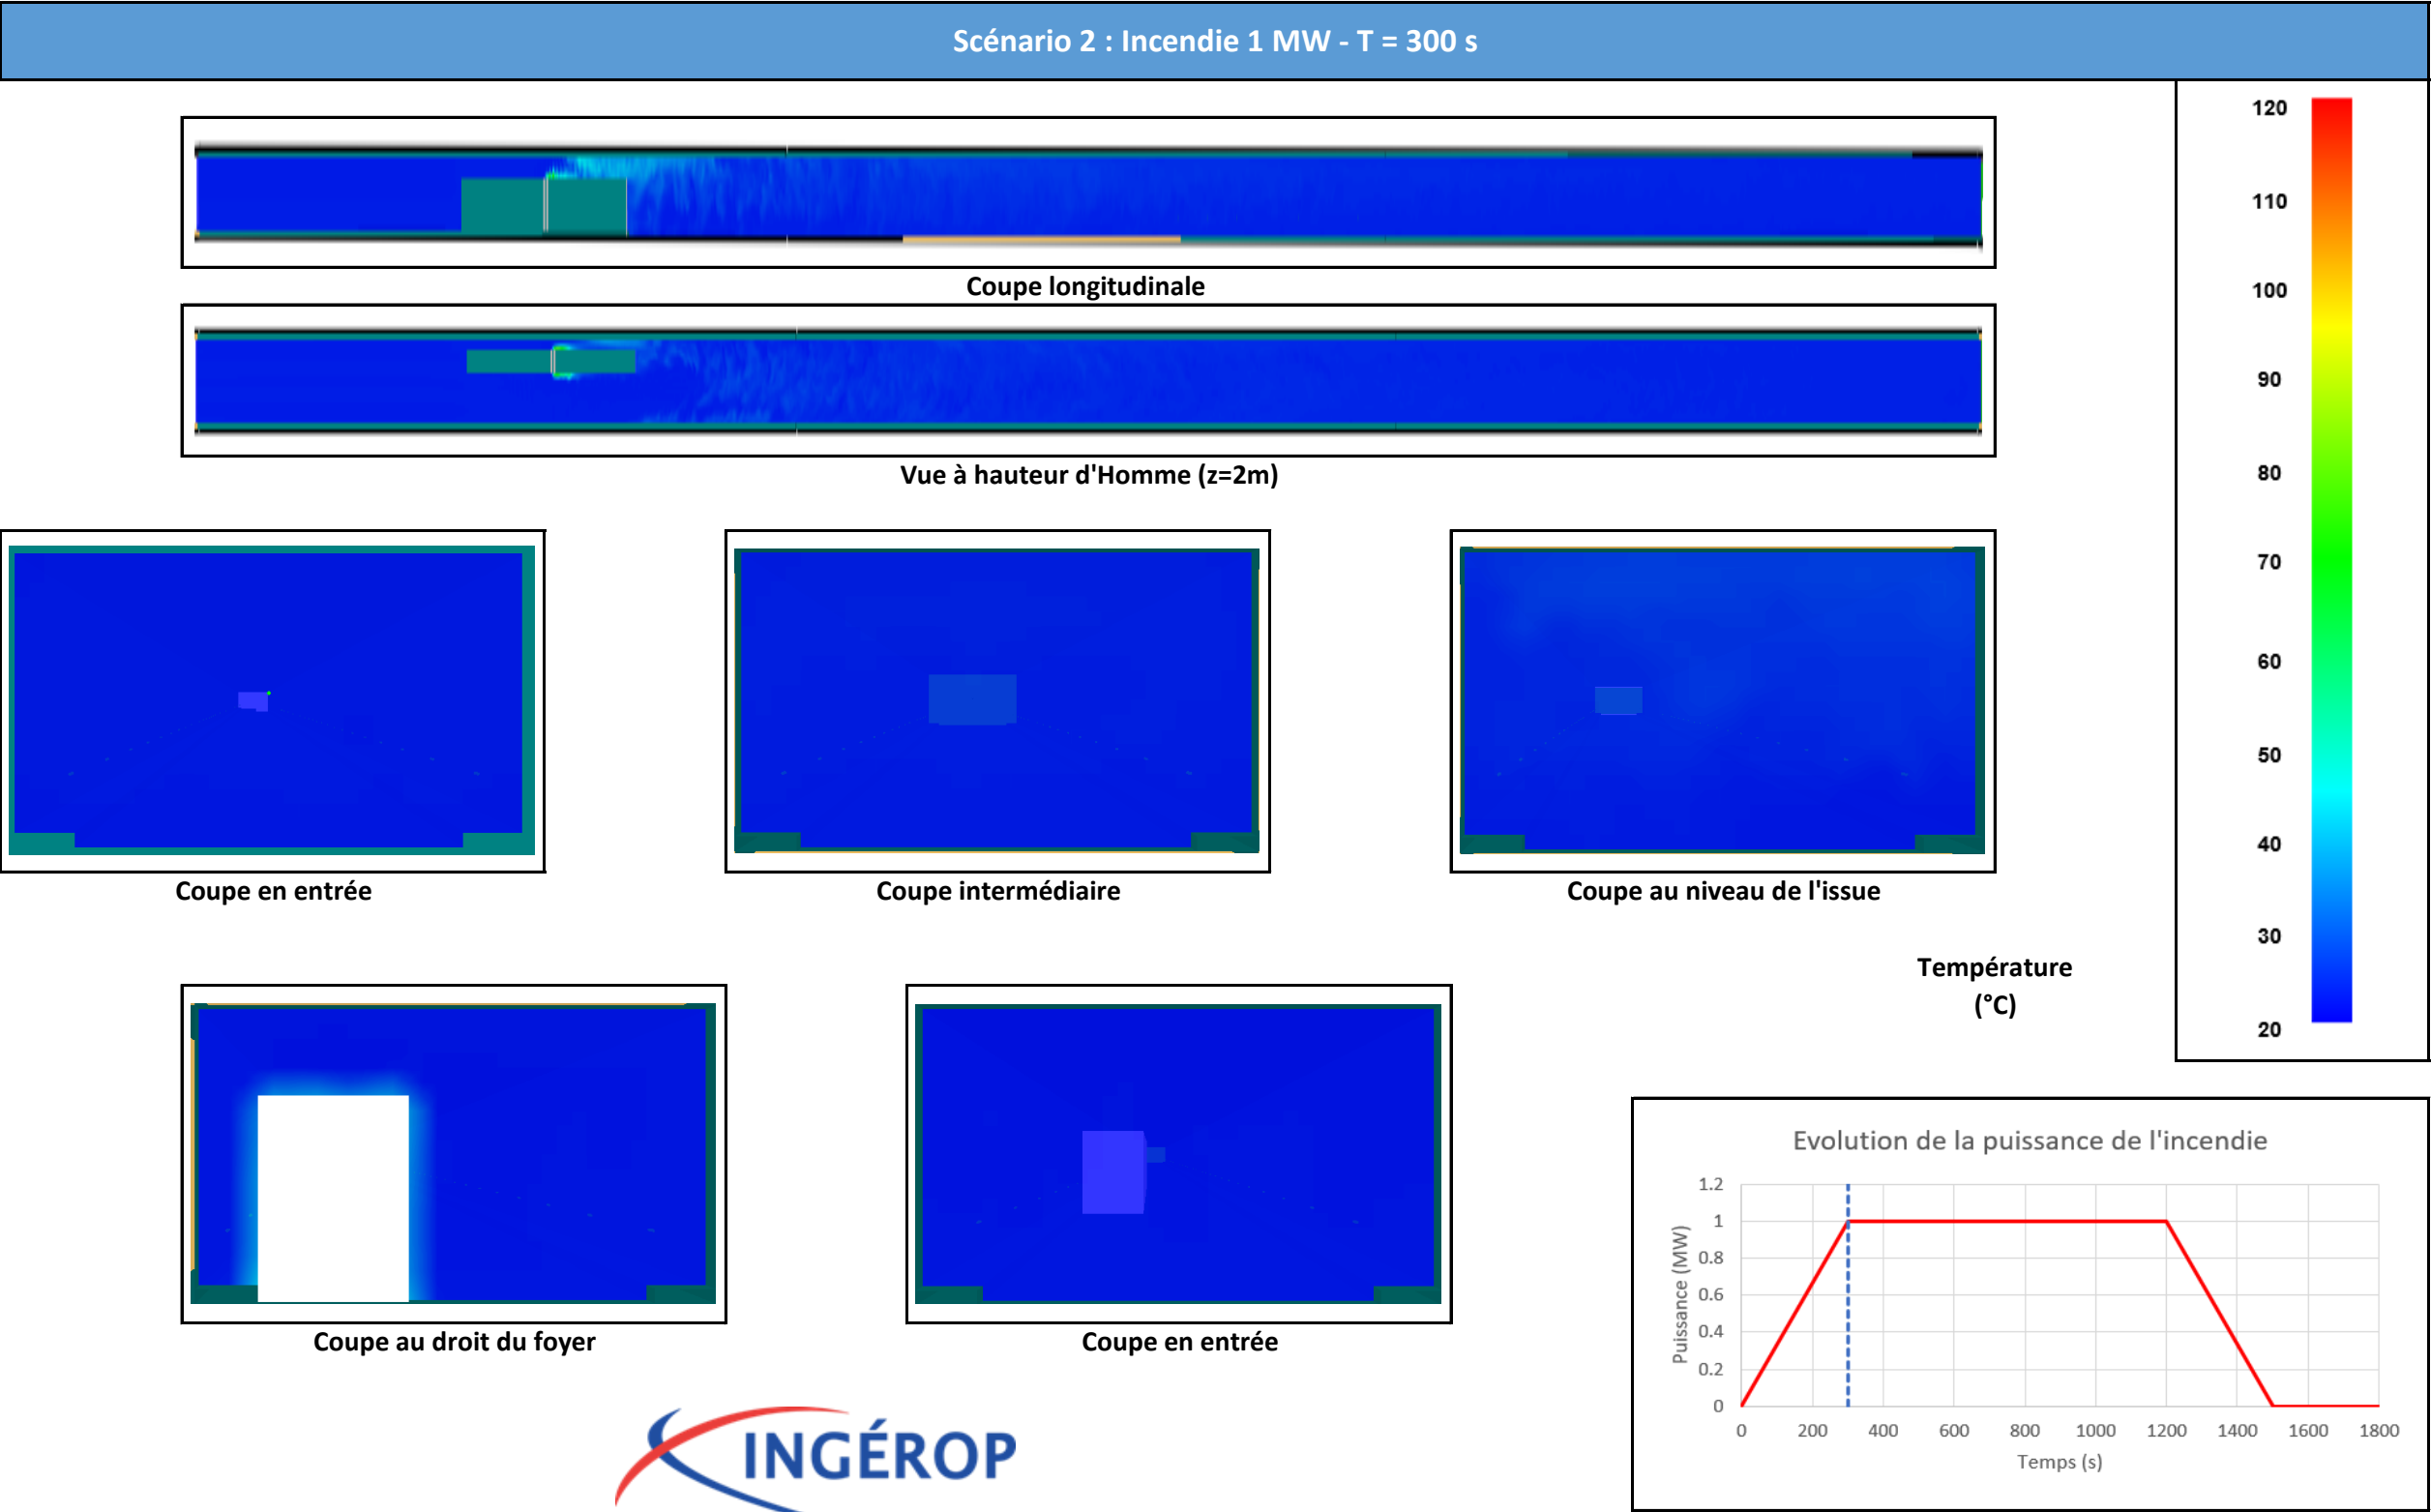 Scénario 2 : Incendie 1 MW - T = 300 s
Coupe longitudinale
Vue à hauteur d'Homme (z=2m)
Coupe en entrée
Coupe intermédiaire
Coupe au niveau de l'issue
Coupe au droit du foyer
Coupe en entrée
Température
(°C)
120
110
100
90
80
70
60
50
40
30
20
Evolution de la puissance de l'incendie
Puissance (MW)
1.2
1
0.8
0.6
0.4
0.2
0
0 200 400 600 800 1000 1200 1400 1600 1800
Temps (s)
INGÉROP